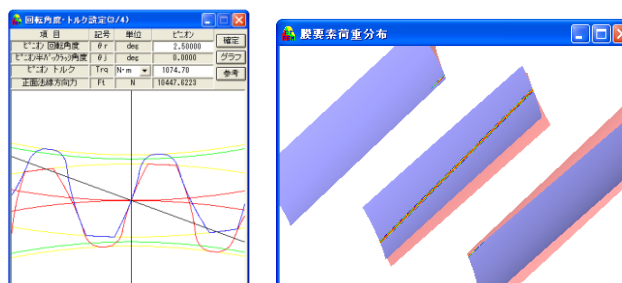 回転角度・トルク設定(3/4)
項 目 記号 単位 ピニオン
ピニオン 回転角度 θr deg 2.50000
ピニオン半バックラッシ角度 θj deg 0.0000
ピニオン トルク Trq N・m 1074.70
正面法線方向力 Ft N 10447.6223
確定
グラフ
参考
膜要素荷重分布